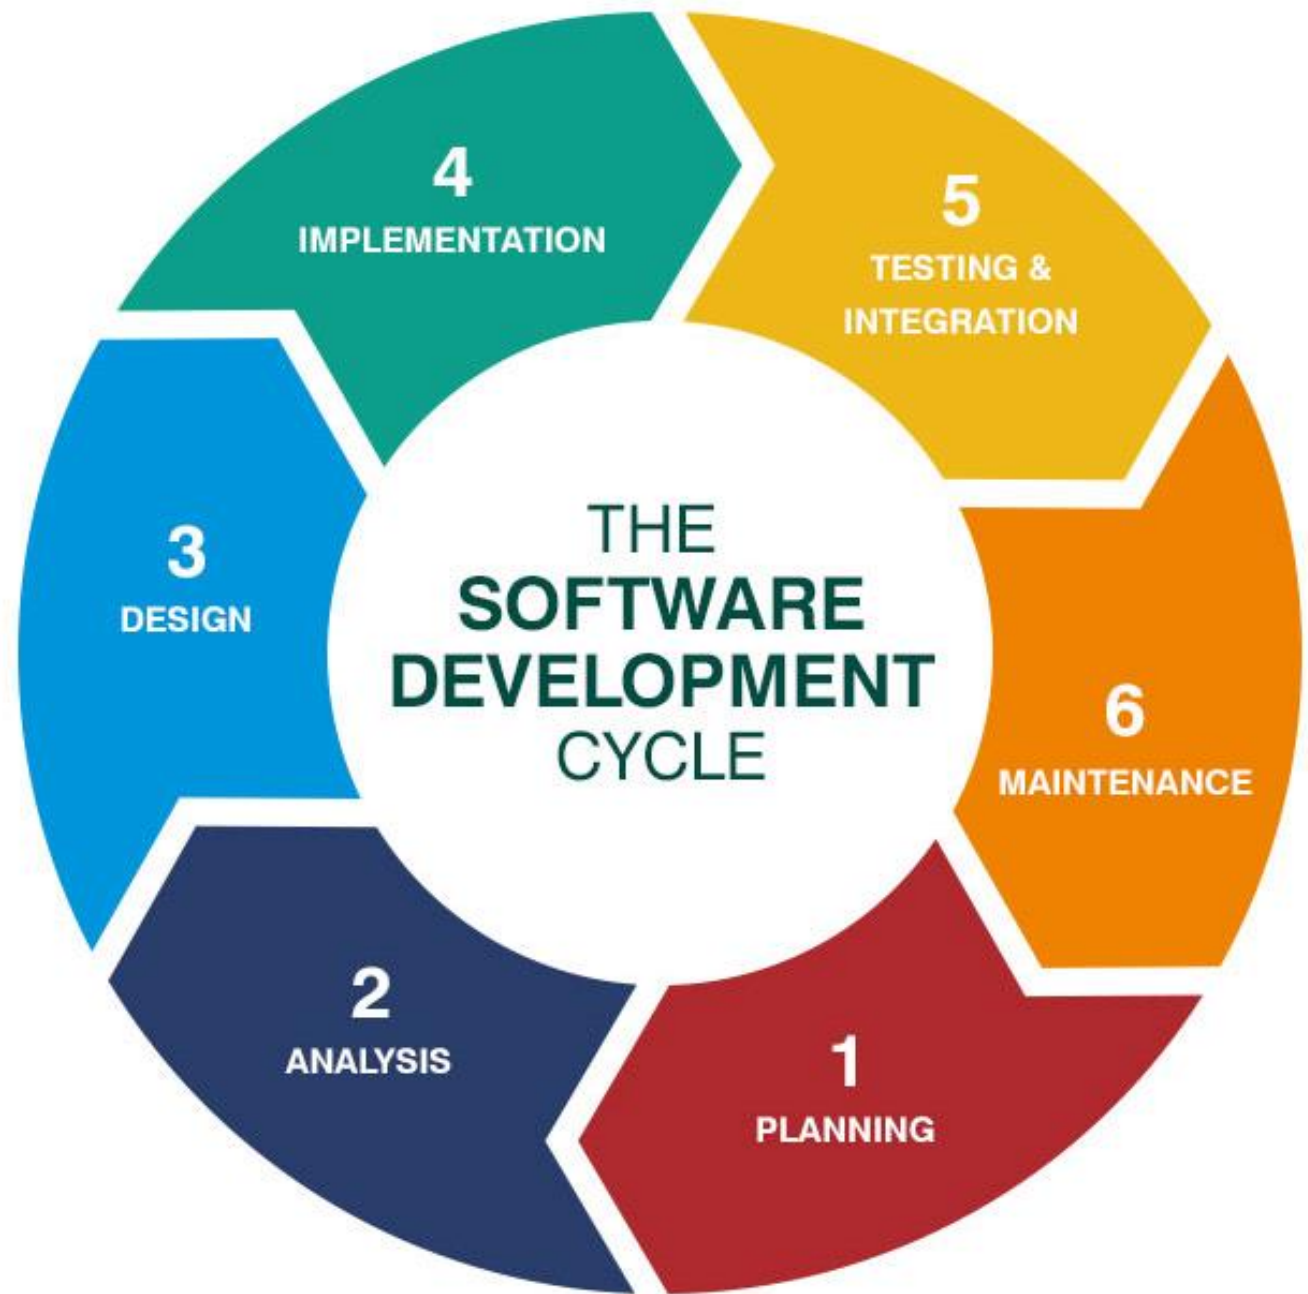 THE
SOFTWARE
DEVELOPMENT
CYCLE
1
PLANNING
2
ANALYSIS
3
DESIGN
4
IMPLEMENTATION
5
TESTING &
INTEGRATION
6
MAINTENANCE